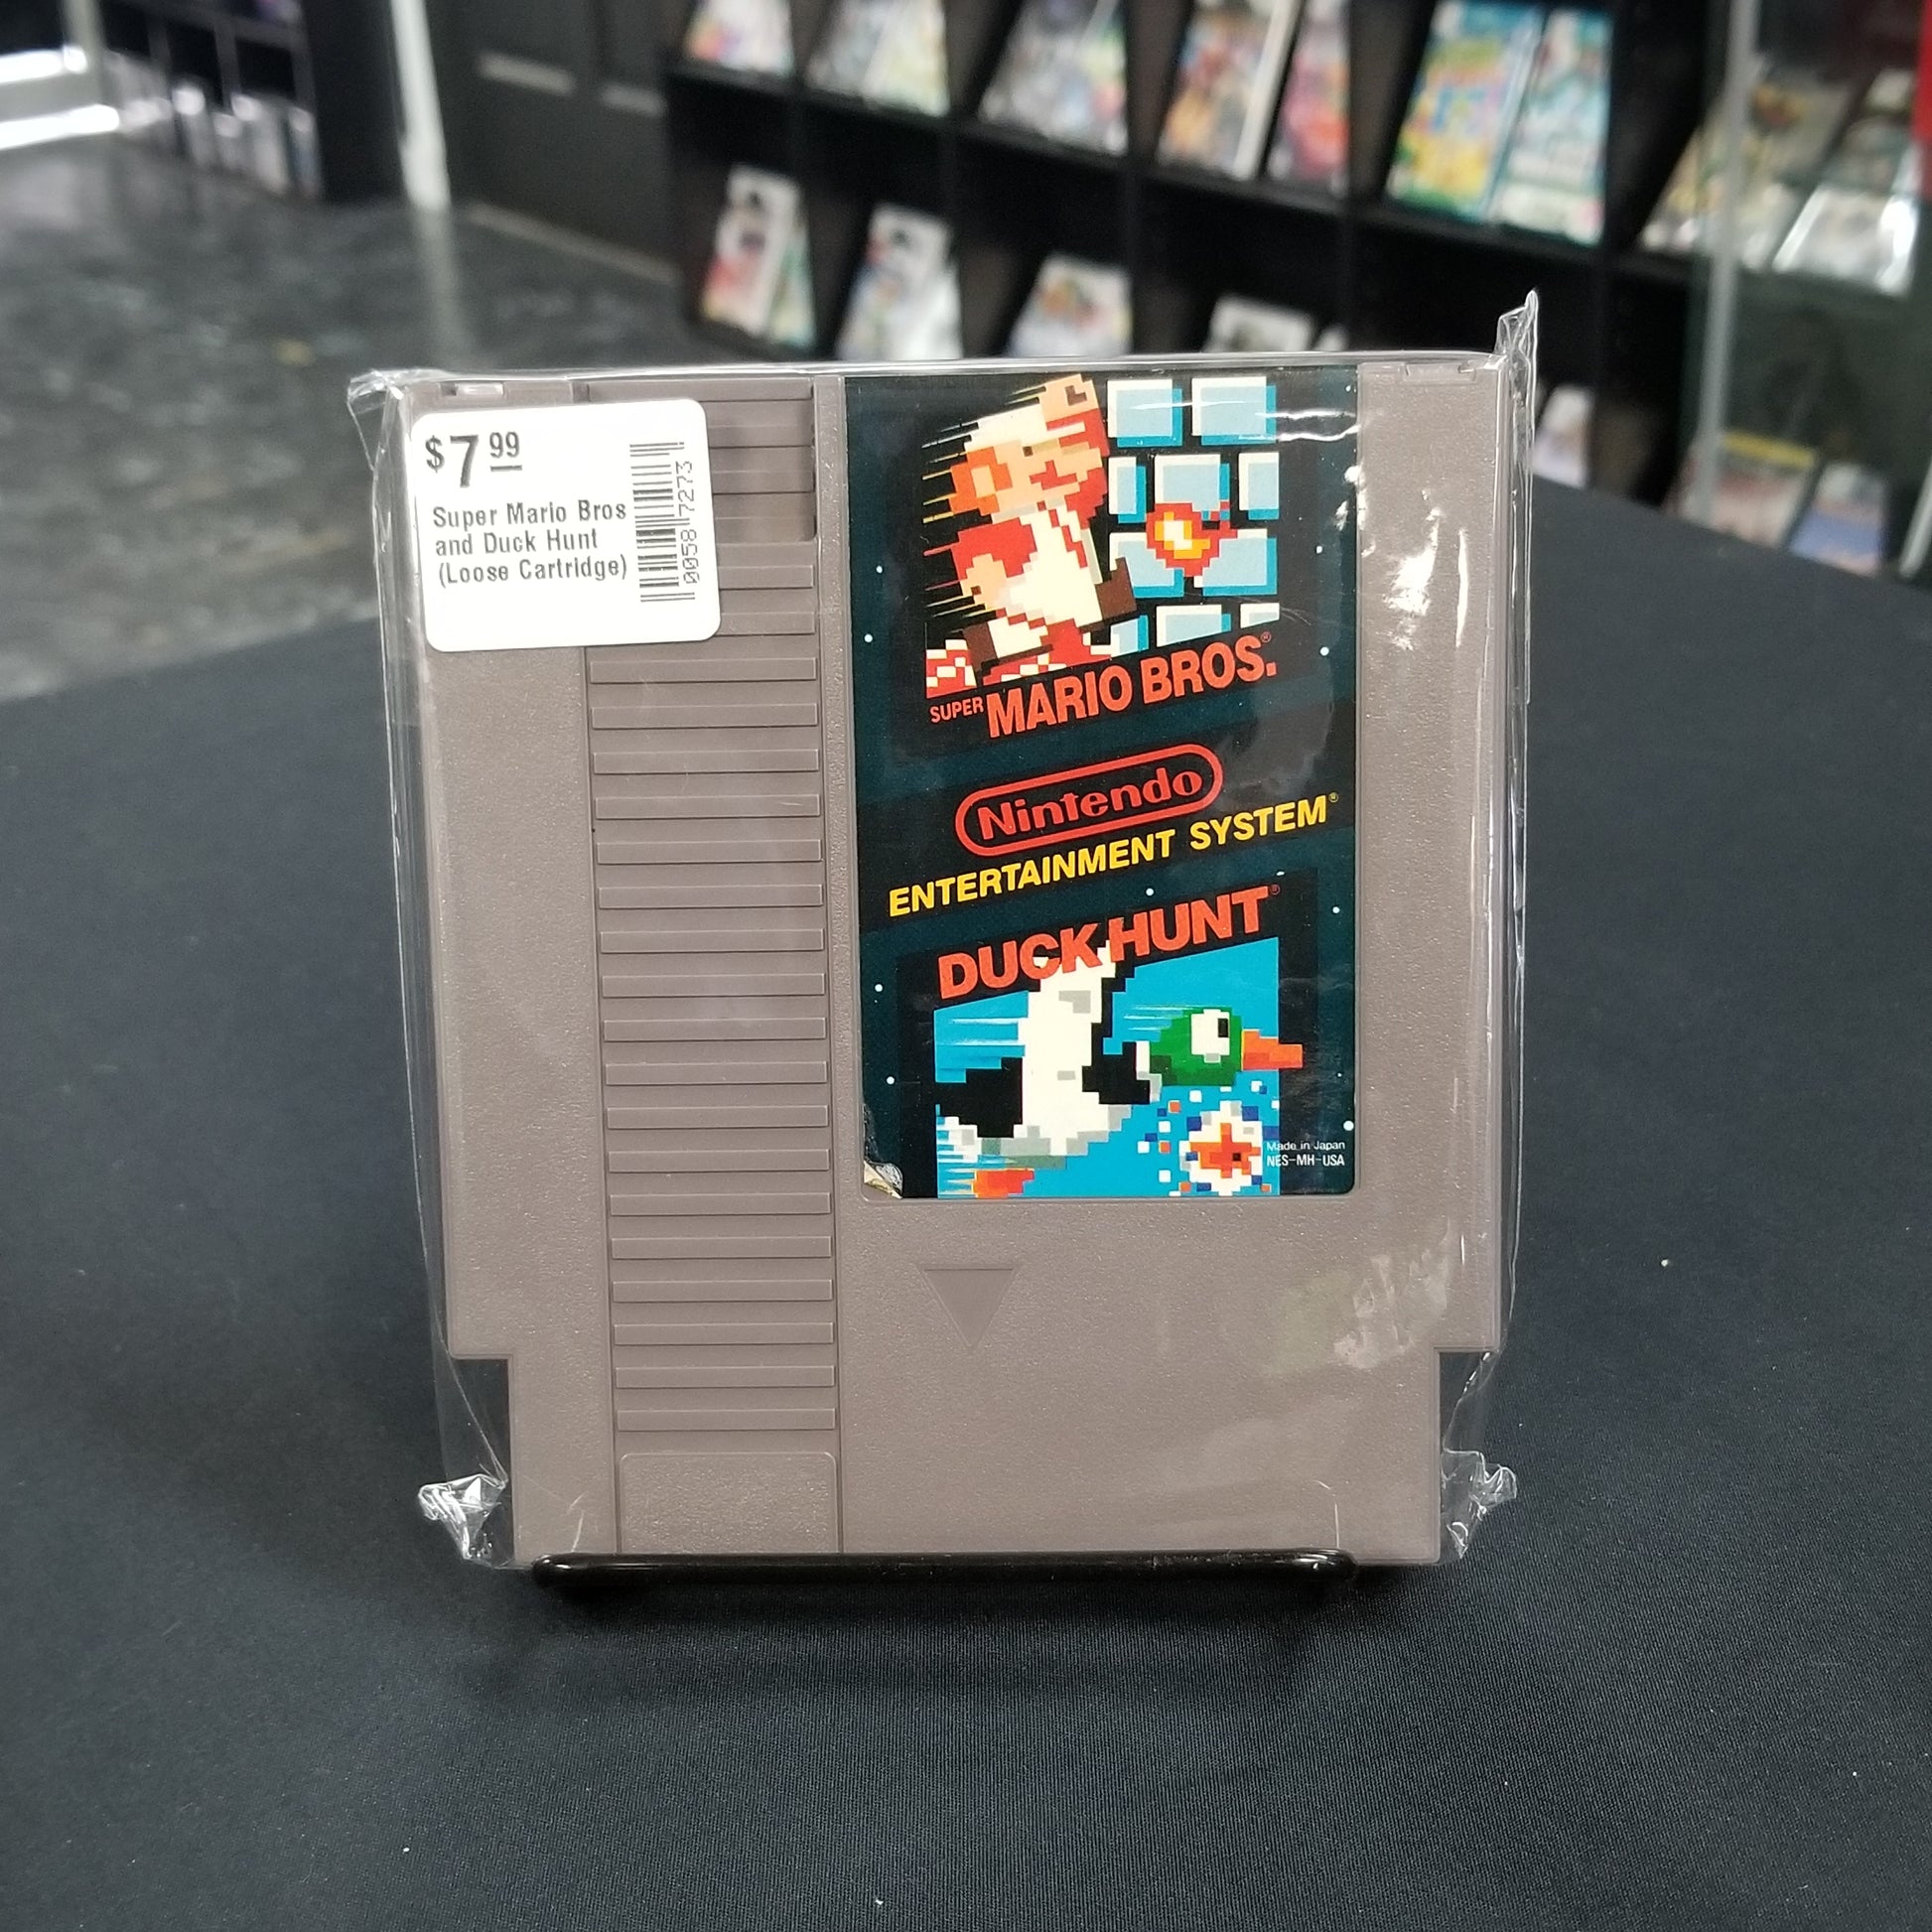 $7.99
Super Mario Bros
and Duck Hunt
(Loose Cartridge)
0058 7273
SUPER MARIO BROS.®
Nintendo
ENTERTAINMENT SYSTEM®
DUCK HUNT®
Made in Japan
NES-MH-USA